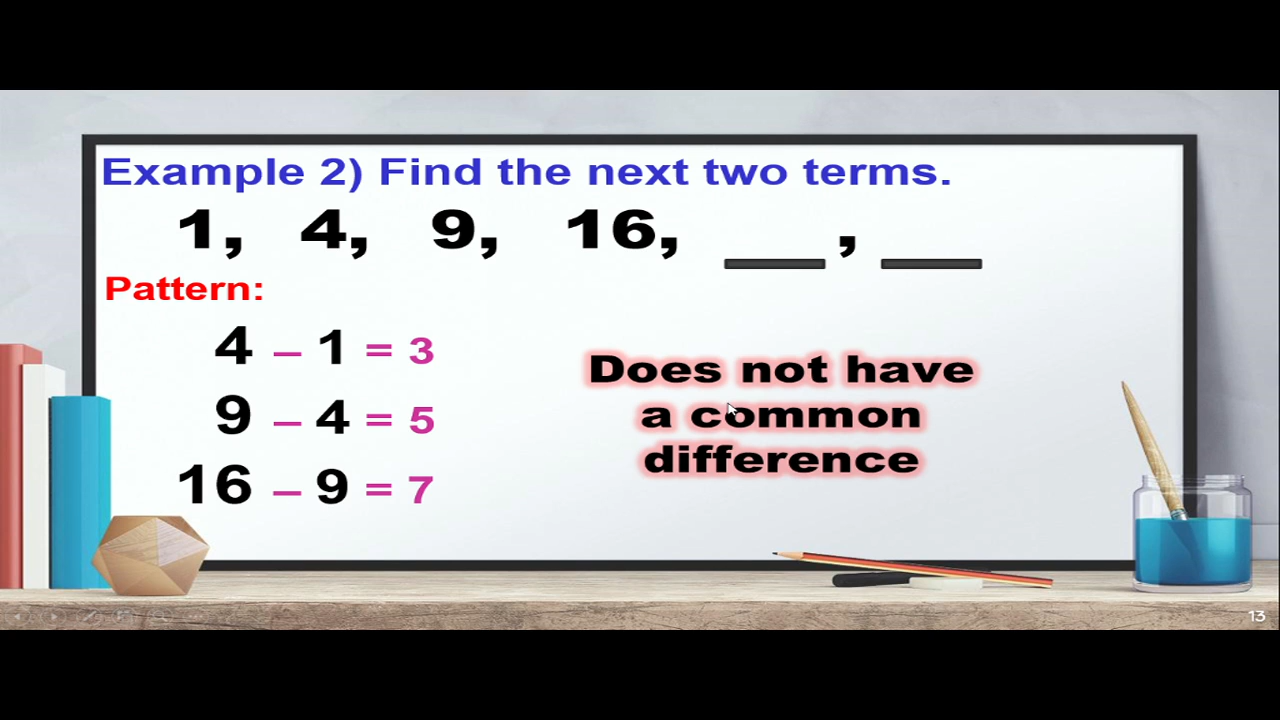 Example 2) Find the next two terms.
1, 4, 9, 16, ___ , ___
Pattern:
4 – 1 = 3
9 – 4 = 5
16 – 9 = 7
Does not have
a common
difference
13